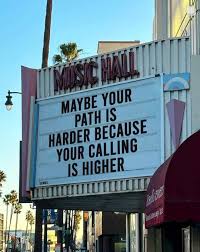 MUSIC HALL
MAYBE YOUR
PATH IS
HARDER BECAUSE
YOUR CALLING
IS HIGHER